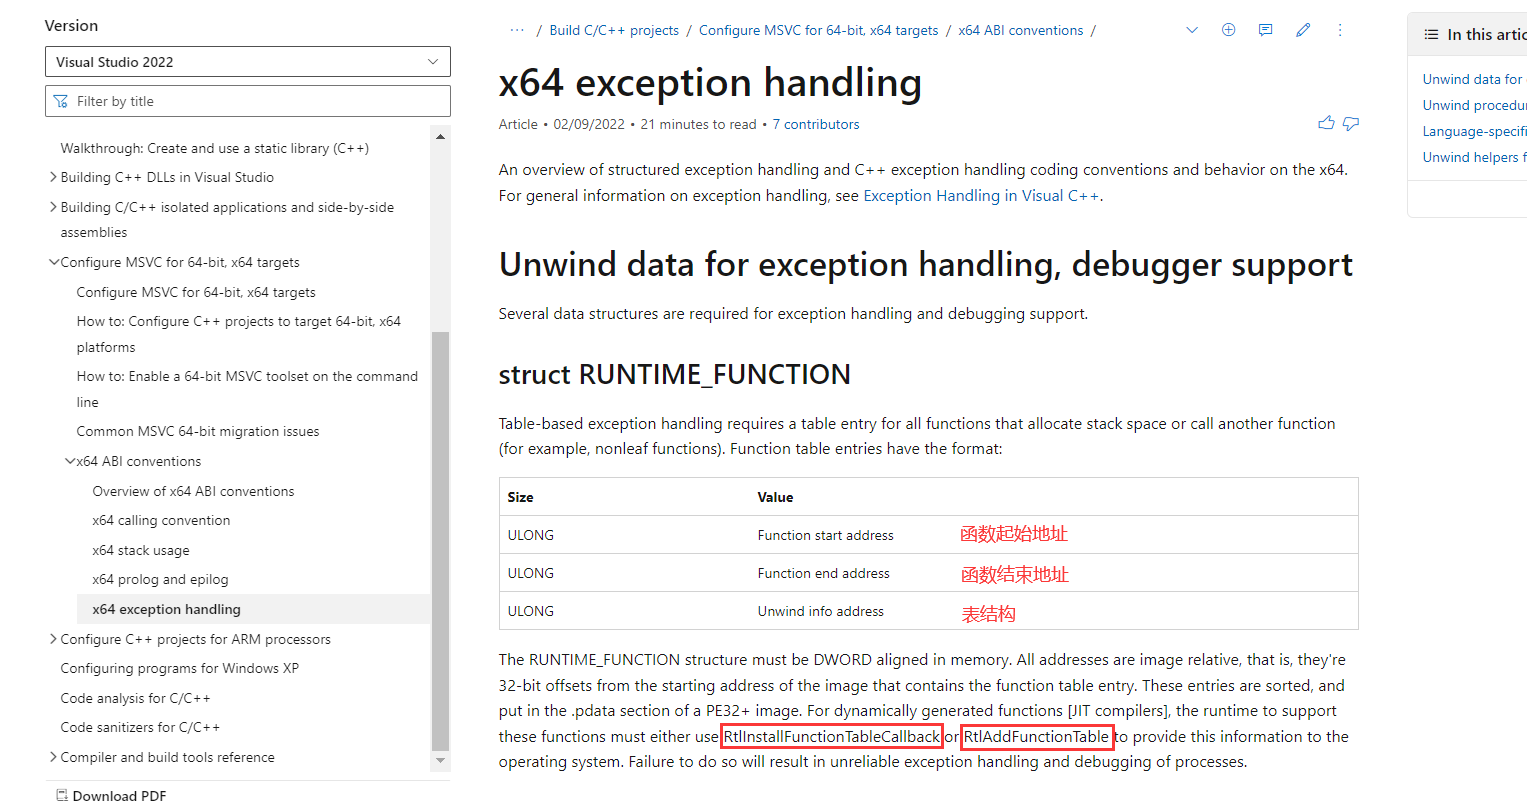 Version
Visual Studio 2022
Filter by title
Walkthrough: Create and use a static library (C++)
Building C++ DLLs in Visual Studio
Building C/C++ isolated applications and side-by-side
assemblies
Configure MSVC for 64-bit, x64 targets
Configure MSVC for 64-bit, x64 targets
How to: Configure C++ projects to target 64-bit, x64
platforms
How to: Enable a 64-bit MSVC toolset on the command
line
Common MSVC 64-bit migration issues
x64 ABI conventions
Overview of x64 ABI conventions
x64 calling convention
x64 stack usage
x64 prolog and epilog
x64 exception handling
Configure C++ projects for ARM processors
Configuring programs for Windows XP
Code analysis for C/C++
Code sanitizers for C/C++
Compiler and build tools reference
Download PDF
··· / Build C/C++ projects / Configure MSVC for 64-bit, x64 targets / x64 ABI conventions /
x64 exception handling
Article • 02/09/2022 • 21 minutes to read • 7 contributors
An overview of structured exception handling and C++ exception handling coding conventions and behavior on the x64.
For general information on exception handling, see Exception Handling in Visual C++.
Unwind data for exception handling, debugger support
Several data structures are required for exception handling and debugging support.
struct RUNTIME_FUNCTION
Table-based exception handling requires a table entry for all functions that allocate stack space or call another function
(for example, nonleaf functions). Function table entries have the format:
Size Value
ULONG Function start address 函数起始地址
ULONG Function end address 函数结束地址
ULONG Unwind info address 表结构
The RUNTIME_FUNCTION structure must be DWORD aligned in memory. All addresses are image relative, that is, they're
32-bit offsets from the starting address of the image that contains the function table entry. These entries are sorted, and
put in the .pdata section of a PE32+ image. For dynamically generated functions [JIT compilers], the runtime to support
these functions must either use RtlInstallFunctionTableCallback or RtlAddFunctionTable to provide this information to the
operating system. Failure to do so will result in unreliable exception handling and debugging of processes.
In this artic
Unwind data for
Unwind procedur
Language-specifi
Unwind helpers f